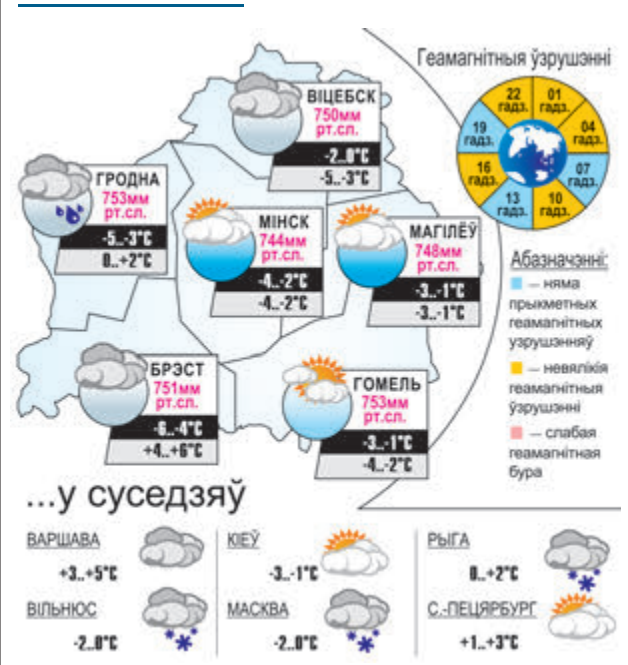 Геамагнітныя ўзрушэнні
22 гадз.
01 гадз.
04 гадз.
07 гадз.
10 гадз.
13 гадз.
16 гадз.
19 гадз.
ВІЦЕБСК
750мм
рт.сл.
-2..0°С
-5..-3°С
ГРОДНА
753мм
рт.сл.
-5..-3°С
0..+2°С
МІНСК
744мм
рт.сл.
-4..-2°С
-4..-2°С
МАГІЛЁЎ
748мм
рт.сл.
-3..-1°С
-3..-1°С
Абазначэнні:
— няма
прыкметных
геамагнітных
узрушэнняў
— невялікія
геамагнітныя
ўзрушэнні
— слабая
геамагнітная
бура
БРЭСТ
751мм
рт.сл.
-6..-4°С
+4..+6°С
ГОМЕЛЬ
753мм
рт.сл.
-3..-1°С
-4..-2°С
...у суседзяў
ВАРШАВА
+3..+5°С
КІЕЎ
-3..-1°С
РЫГА
0..+2°С
ВІЛЬНЮС
-2..0°С
МАСКВА
-2..0°С
С.-ПЕЦЯРБУРГ
+1..+3°С